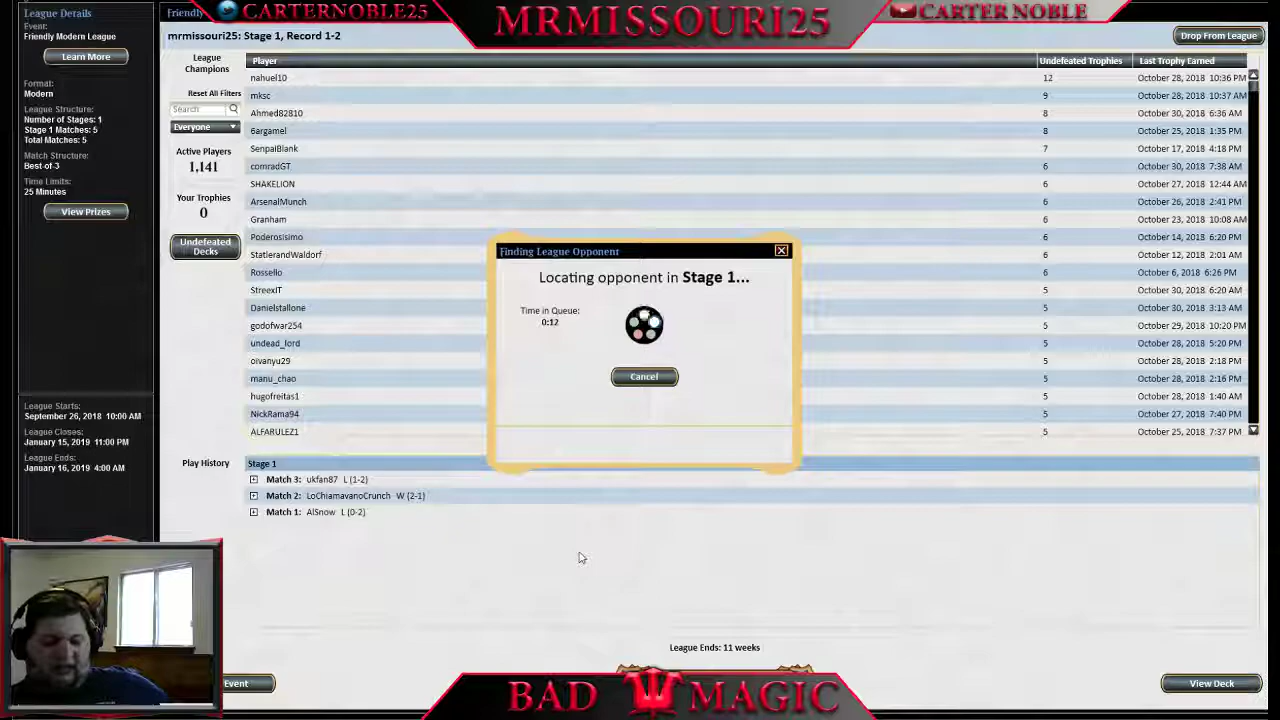 CARTERNOBLE25
MRMISSOURI25
CARTER NOBLE
League Details
Event:
Friendly Modern League
Learn More
Format:
Modern
League Structure:
Number of Stages: 1
Stage 1 Matches: 5
Total Matches: 5
Match Structure:
Best-of-3
Time Limits:
25 Minutes
View Prizes
League Starts:
September 26, 2018 10:00 AM
League Closes:
January 15, 2019 11:00 PM
League Ends:
January 16, 2019 4:00 AM
Friendly
mrmissouri25: Stage 1, Record 1-2
Drop From League
League
Champions
Reset All Filters
Search
Everyone
Active Players
1,141
Your Trophies
0
Undefeated
Decks
Player Undefeated Trophies Last Trophy Earned
nahuel10 12 October 28, 2018 10:36 PM
mksc 9 October 28, 2018 10:37 AM
Ahmed82810 8 October 30, 2018 6:36 AM
6argamel 8 October 25, 2018 1:35 PM
SenpaiBlank 7 October 17, 2018 4:18 PM
comradGT 6 October 30, 2018 7:38 AM
SHAKELION 6 October 27, 2018 12:44 AM
ArsenalMunch 6 October 26, 2018 2:41 PM
Granham 6 October 23, 2018 10:08 AM
Poderosisimo 6 October 14, 2018 6:20 PM
StatlerandWaldorf 6 October 12, 2018 2:01 AM
Rossello 6 October 6, 2018 6:26 PM
StreexIT 5 October 30, 2018 6:20 AM
Danielstallone 5 October 30, 2018 3:13 AM
godofwar254 5 October 29, 2018 10:20 PM
undead_lord 5 October 28, 2018 5:20 PM
oivanyu29 5 October 28, 2018 2:18 PM
manu_chao 5 October 28, 2018 2:16 PM
hugofreitas1 5 October 28, 2018 1:40 AM
NickRama94 5 October 27, 2018 7:40 PM
ALFARULEZ1 5 October 25, 2018 7:37 PM
Finding League Opponent
Locating opponent in Stage 1...
Time in Queue:
0:12
Cancel
Play History
Stage 1
Match 3: ukfan87 L (1-2)
Match 2: LoChiamavanoCrunch W (2-1)
Match 1: AlSnow L (0-2)
League Ends: 11 weeks
Event
View Deck
BAD MAGIC